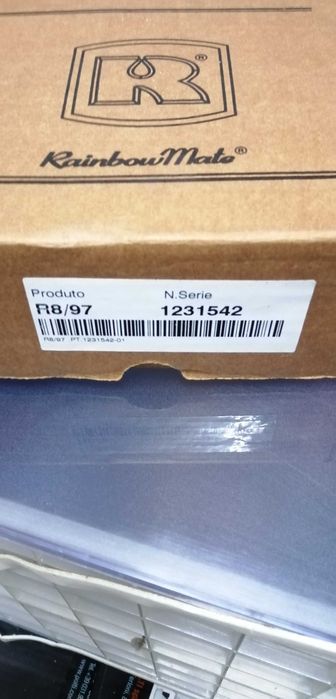 R®
RainbowMate®
Produto N.Serie
R8/97 1231542
R8/97 PT.1231542-01